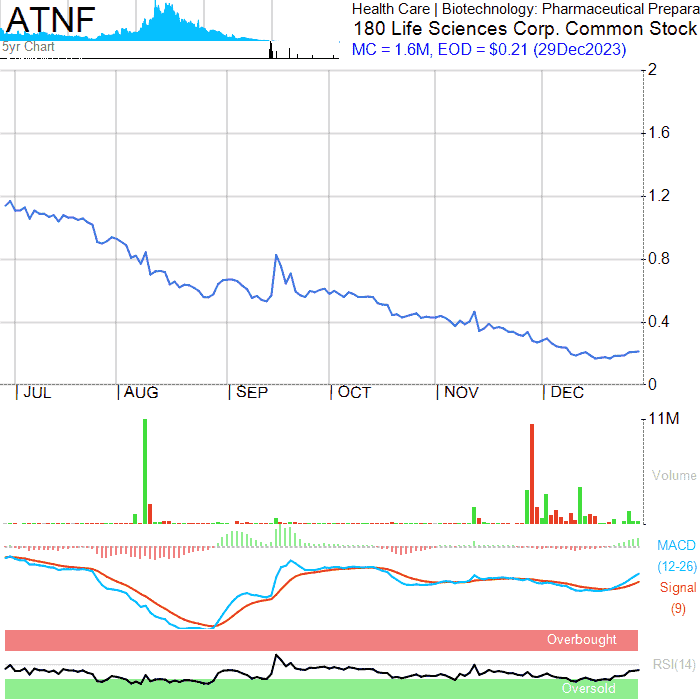 ATNF
Health Care | Biotechnology: Pharmaceutical Prepara
180 Life Sciences Corp. Common Stock
5yr Chart
MC = 1.6M, EOD = $0.21 (29Dec2023)
2
1.6
1.2
0.8
0.4
0
JUL AUG SEP OCT NOV DEC
11M
Volume
MACD
(12-26)
Signal
(9)
Overbought
RSI(14)
Oversold